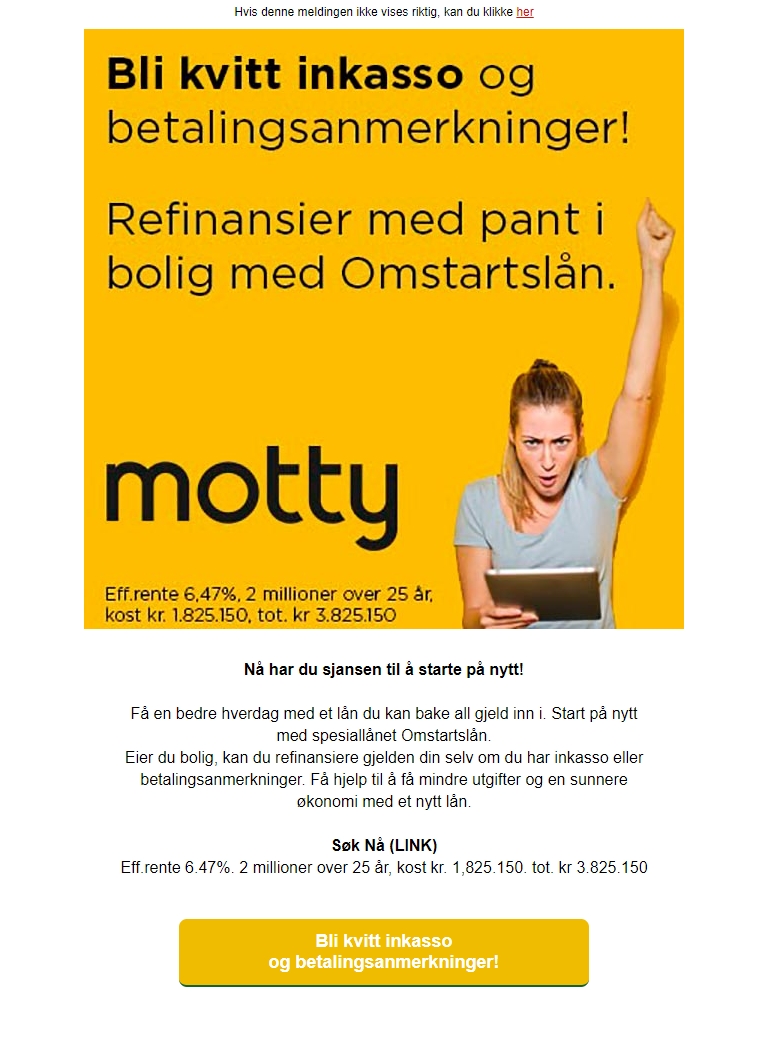 Hvis denne meldingen ikke vises riktig, kan du klikke her
Bli kvitt inkasso og
betalingsanmerkninger!
Refinansier med pant i
bolig med Omstartslån.
motty
Eff.rente 6,47%, 2 millioner over 25 år,
kost kr. 1.825.150, tot. kr 3.825.150
Nå har du sjansen til å starte på nytt!
Få en bedre hverdag med et lån du kan bake all gjeld inn i. Start på nytt
med spesiallånet Omstartslån.
Eier du bolig, kan du refinansiere gjelden din selv om du har inkasso eller
betalingsanmerkninger. Få hjelp til å få mindre utgifter og en sunnere
økonomi med et nytt lån.
Søk Nå (LINK)
Eff.rente 6.47%. 2 millioner over 25 år, kost kr. 1,825.150. tot. kr 3.825.150
Bli kvitt inkasso
og betalingsanmerkninger!